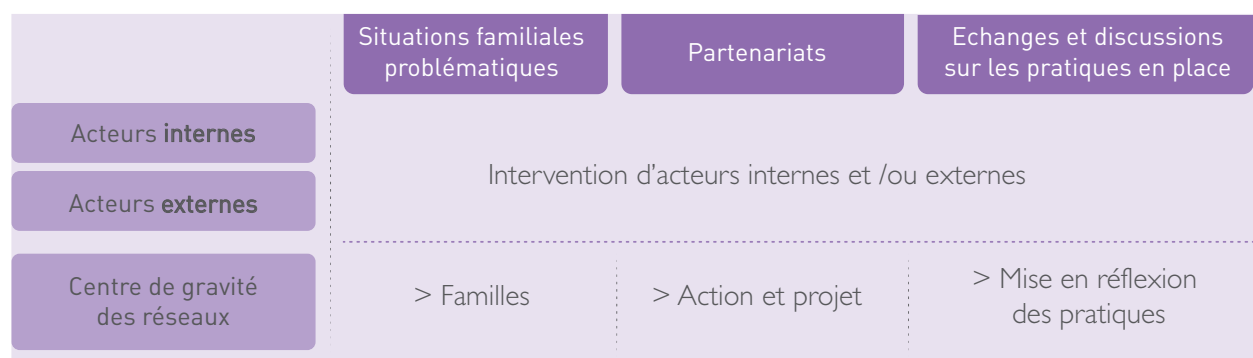 Situations familiales
problématiques
Partenariats
Echanges et discussions
sur les pratiques en place
Acteurs internes
Acteurs externes
Intervention d’acteurs internes et /ou externes
Centre de gravité
des réseaux
> Familles
> Action et projet
> Mise en réflexion
des pratiques